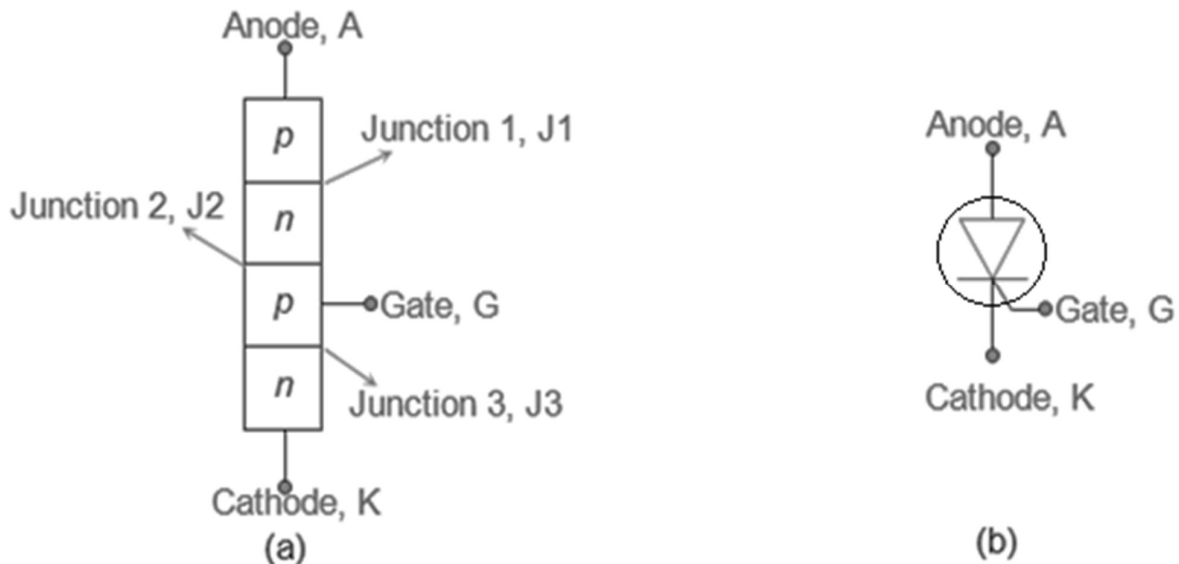 Anode, A
p
Junction 1, J1
n
Junction 2, J2
p
Gate, G
n
Junction 3, J3
Cathode, K
(a)
Anode, A
Gate, G
Cathode, K
(b)